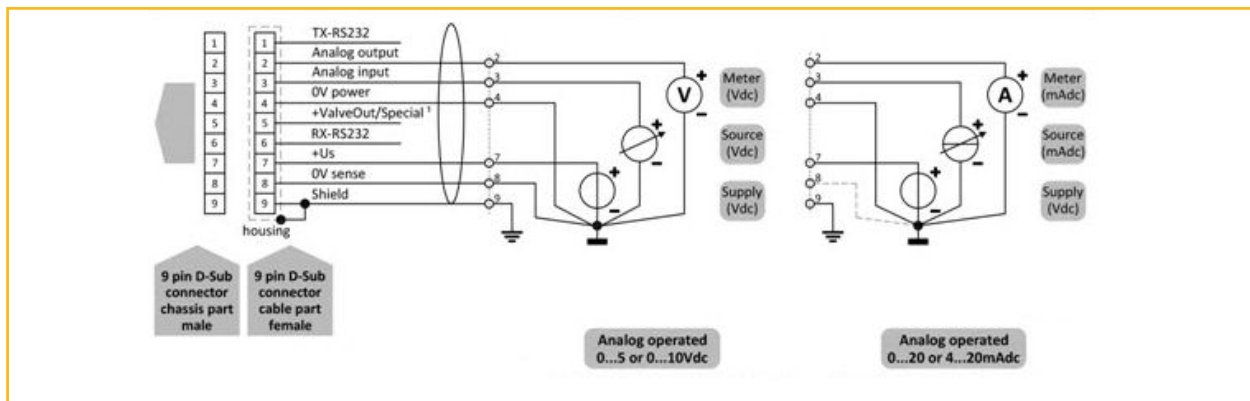 1
2
3
4
5
6
7
8
9
1
2
3
4
5
6
7
8
9
housing
TX-RS232
Analog output
Analog input
0V power
+ValveOut/Special ¹
RX-RS232
+Us
0V sense
Shield
2
3
4
7
8
9
V
+
-
+
-
+
-
Meter
(Vdc)
Source
(Vdc)
Supply
(Vdc)
2
3
4
7
8
9
A
+
-
+
-
+
-
Meter
(mAdc)
Source
(mAdc)
Supply
(Vdc)
9 pin D-Sub
connector
chassis part
male
9 pin D-Sub
connector
cable part
female
Analog operated
0...5 or 0...10Vdc
Analog operated
0...20 or 4...20mAdc